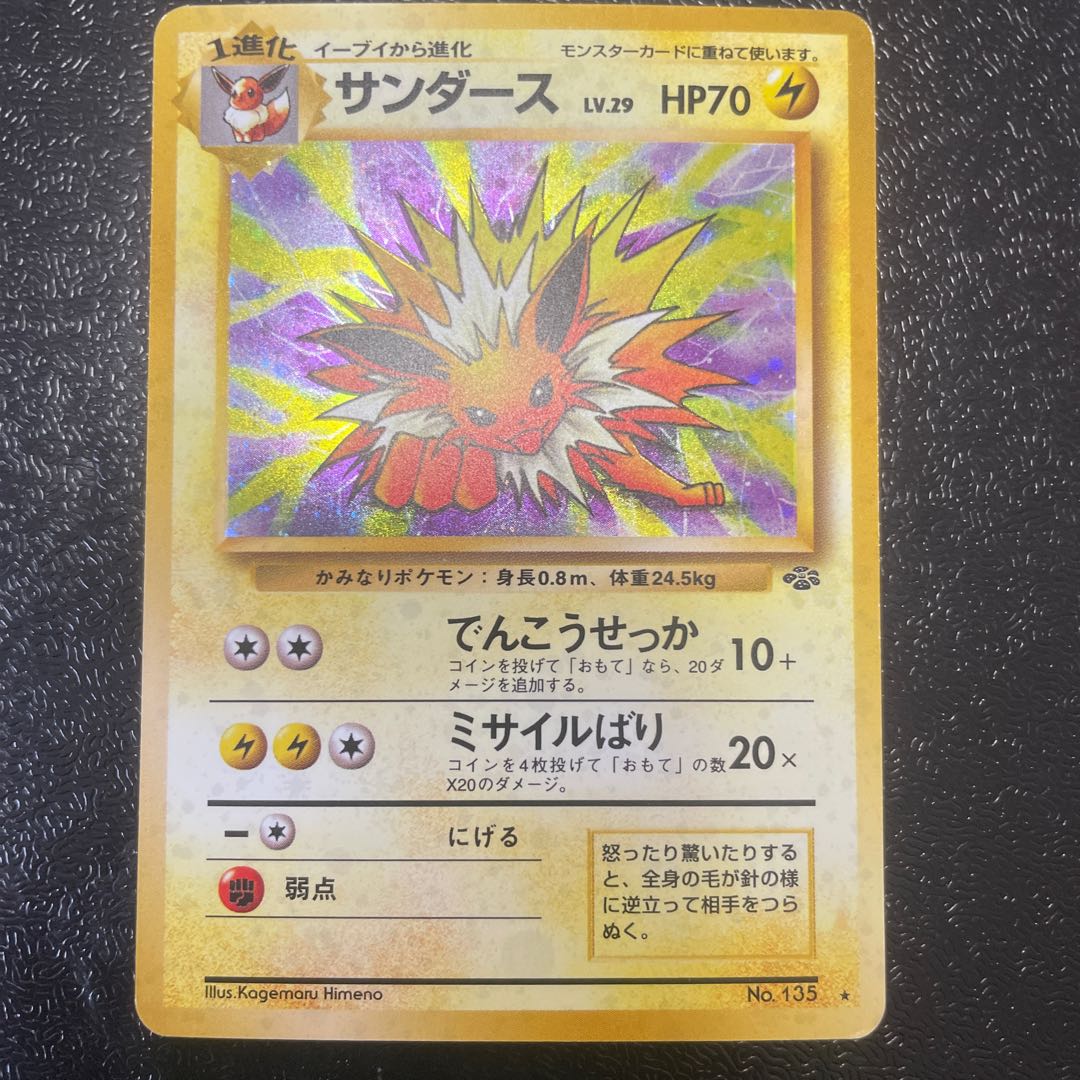 1進化 イーブイから進化 モンスターカードに重ねて使います。
サンダース LV.29 HP70
かみなりポケモン：身長0.8m、体重24.5kg
でんこうせっか 10+
コインを投げて「おもて」なら、20ダ
メージを追加する。
ミサイルばり 20×
コインを4枚投げて「おもて」の数
X20のダメージ。
ー にげる
弱点
怒ったり驚いたりする
と、全身の毛が針の様
に逆立って相手をつら
ぬく。
Illus.Kagemaru Himeno No. 135 ★